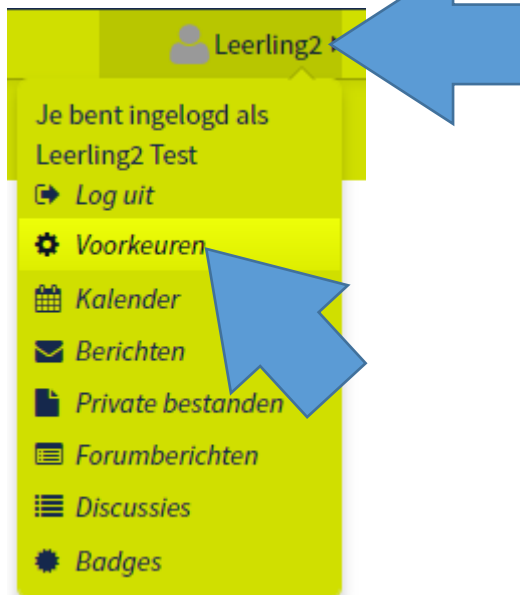 Leerling2
Je bent ingelogd als
Leerling2 Test
Log uit
Voorkeuren
Kalender
Berichten
Private bestanden
Forumberichten
Discussies
Badges